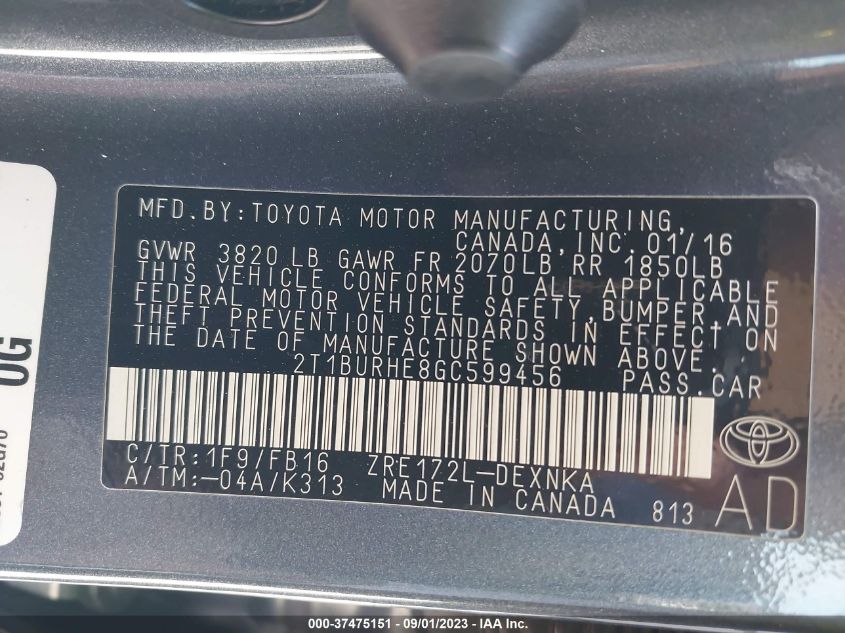 MFD.BY:TOYOTA MOTOR MANUFACTURING,
CANADA,INC.01/16
GVWR 3820LB GAWR FR 2070LB RR 1850LB
THIS VEHICLE CONFORMS TO ALL APPLICABLE
FEDERAL MOTOR VEHICLE SAFETY,BUMPER,AND
THEFT PREVENTION STANDARDS IN EFFECT ON
THE DATE OF MANUFACTURE SHOWN ABOVE.
2T1BURHE8GC599456 PASS.CAR
C/TR:1F9/FB16 ZRE172L-DEXNKA
A/TM:-04A/K313 MADE IN CANADA 813
AD
OG
000-37475151 - 09/01/2023 - IAA Inc.